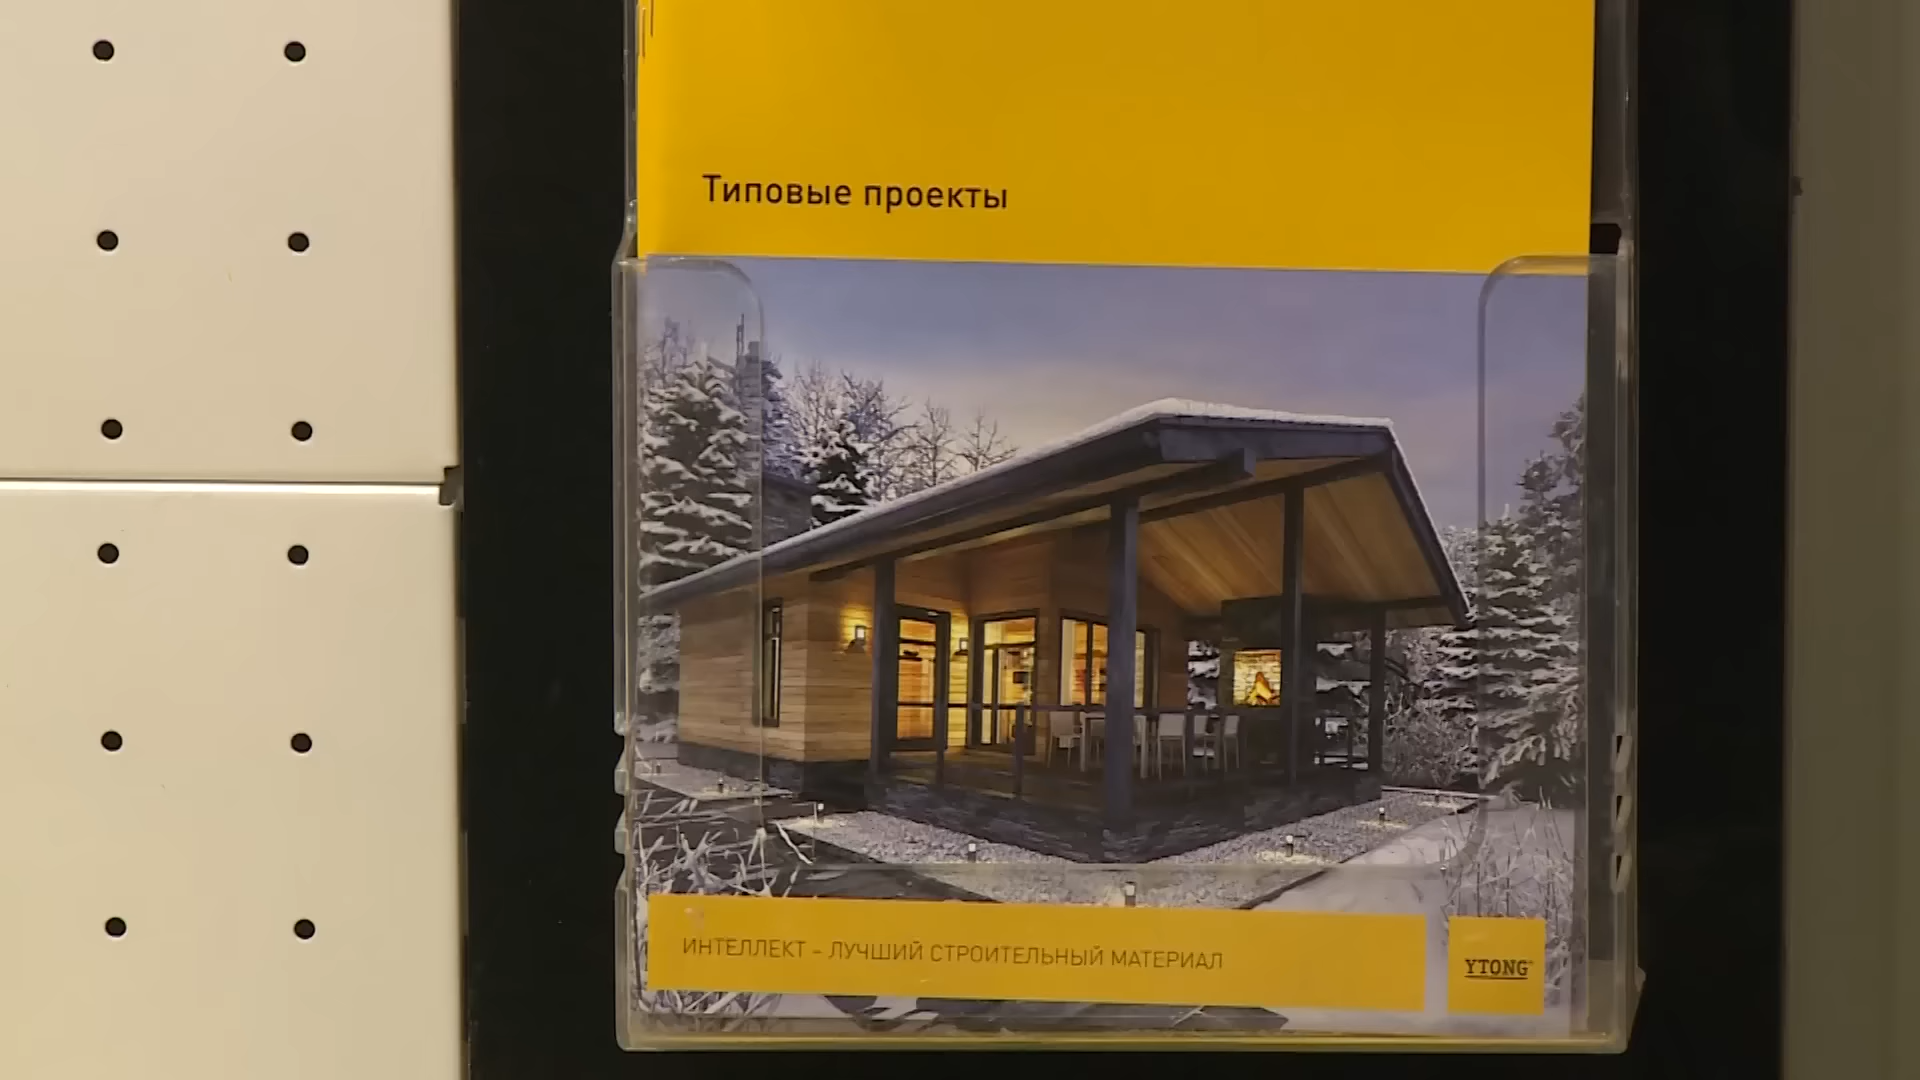 Типовые проекты
ИНТЕЛЛЕКТ – ЛУЧШИЙ СТРОИТЕЛЬНЫЙ МАТЕРИАЛ
YTONG